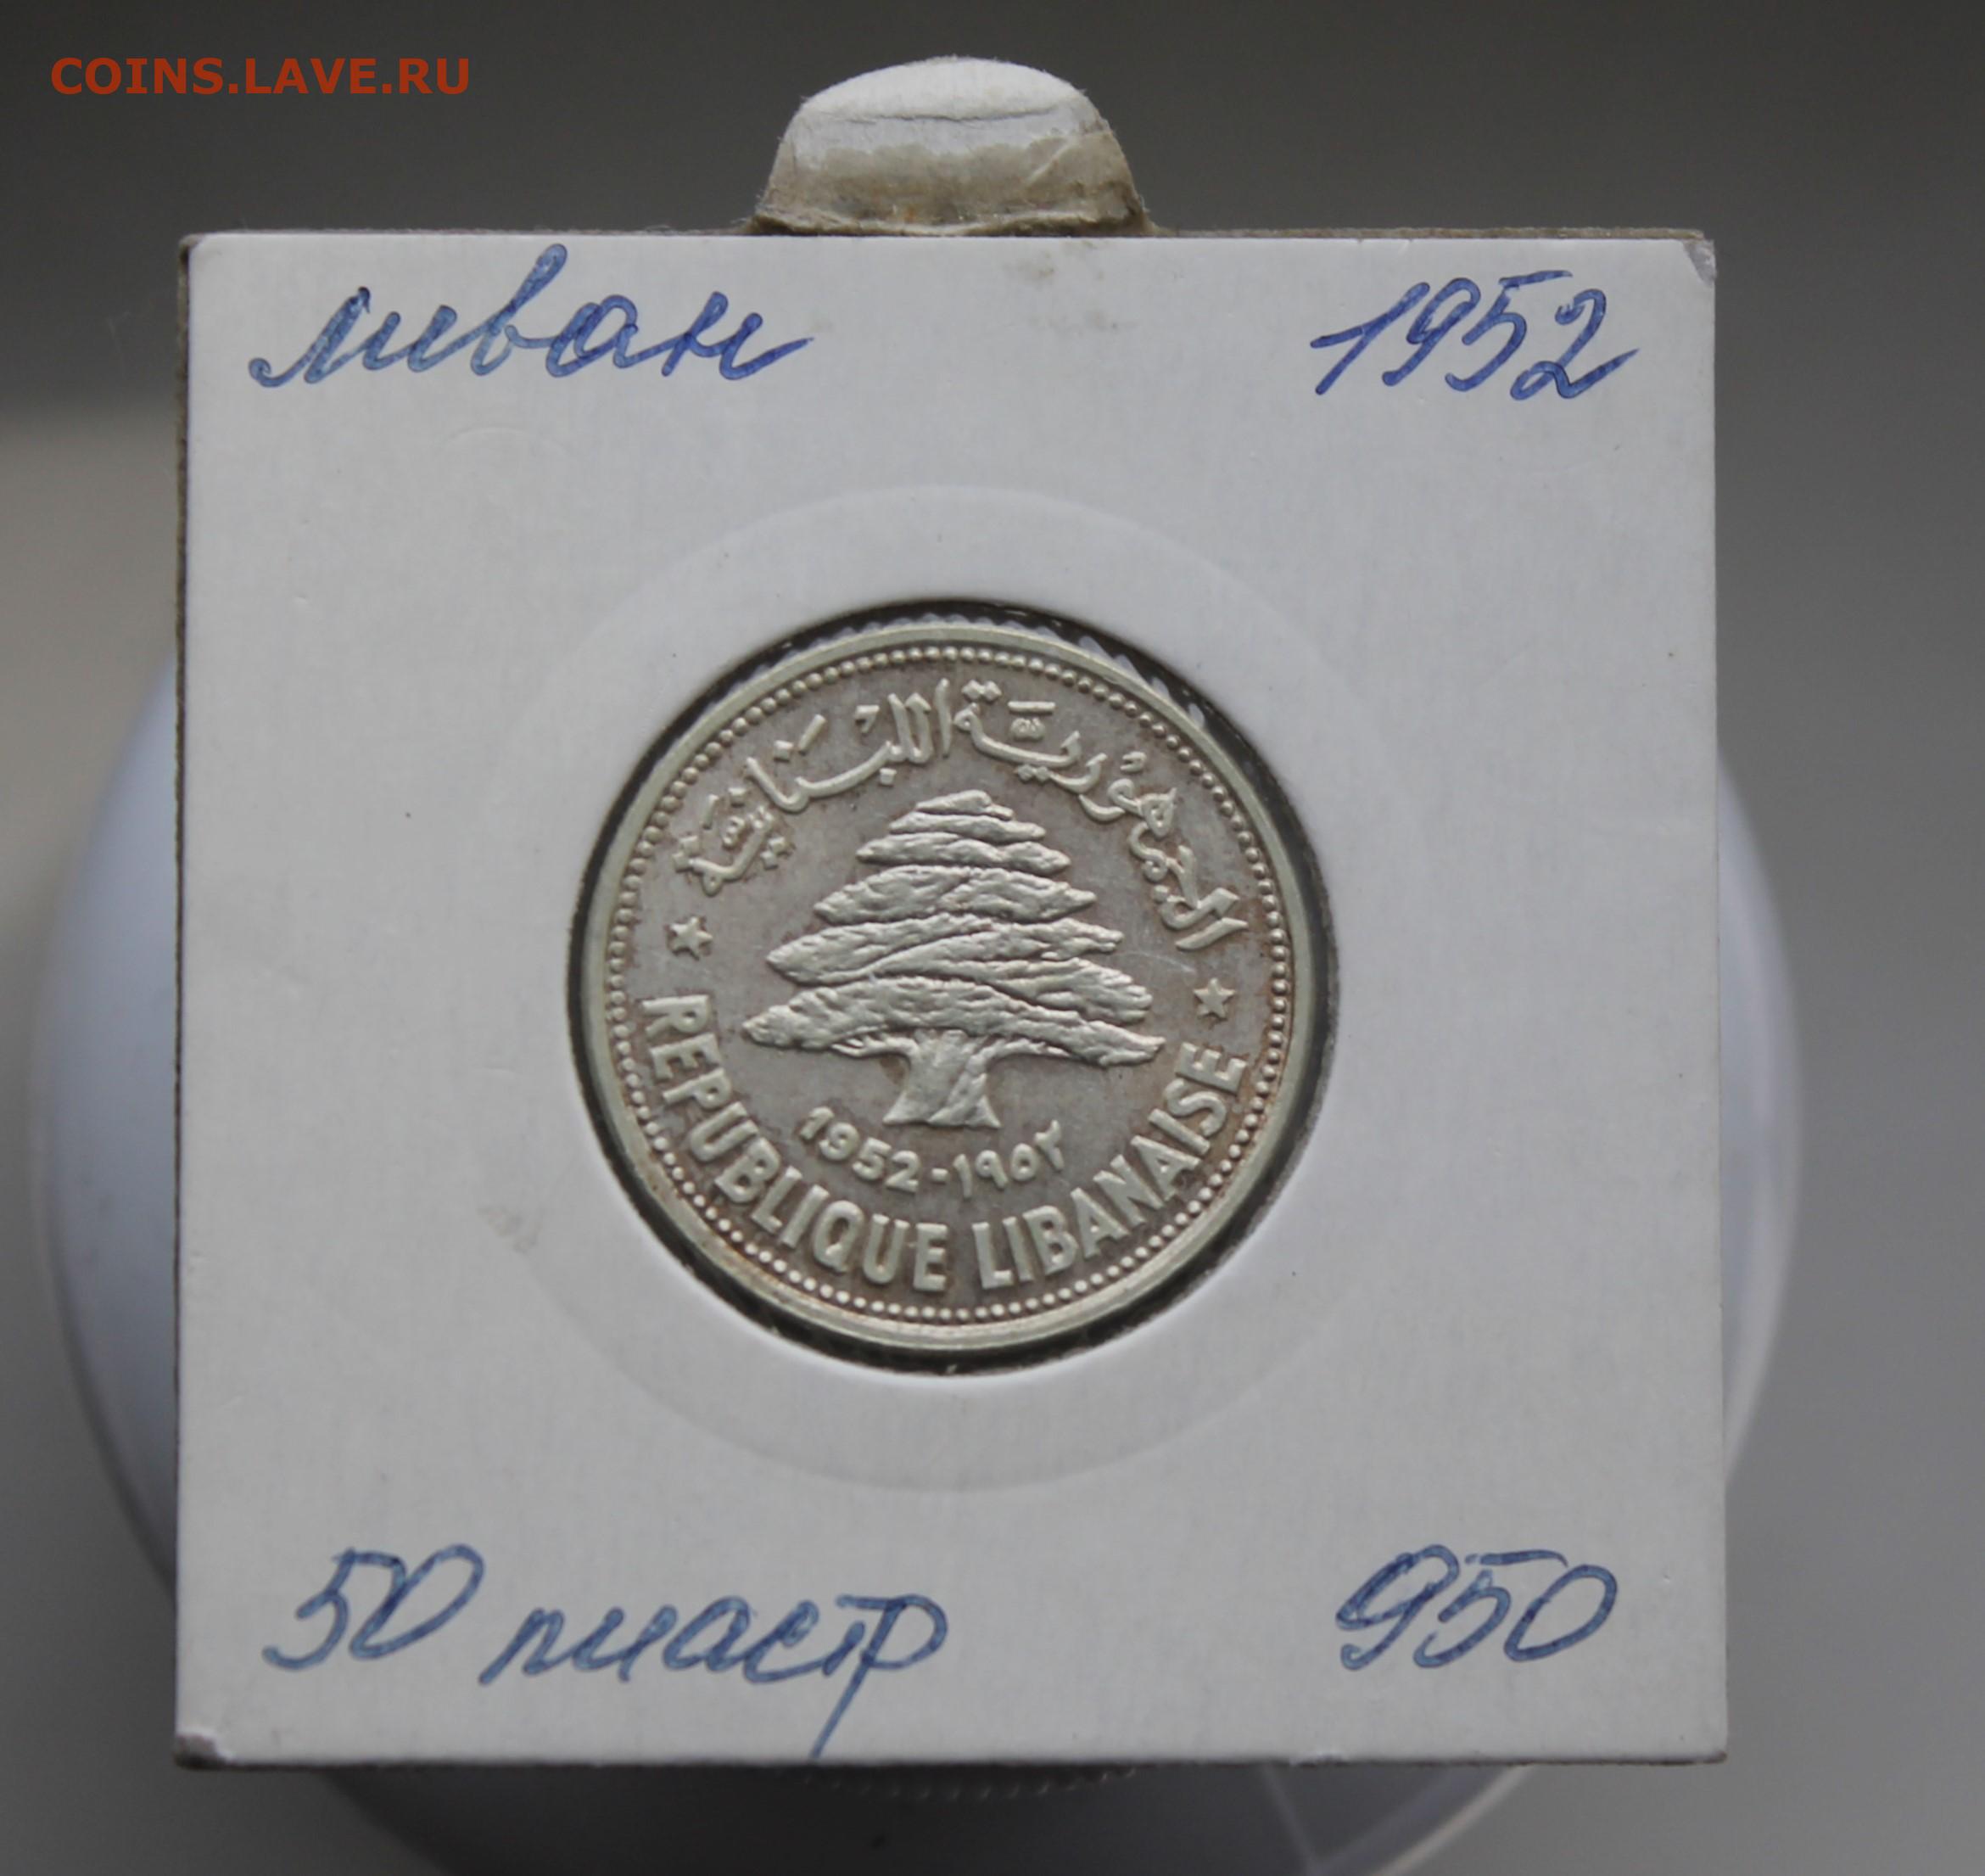 COINS.LAVE.RU
ливан 1952
الجمهورية اللبنانية
1952-١٩٥٢
REPUBLIQUE LIBANAISE
50 пиастр 950